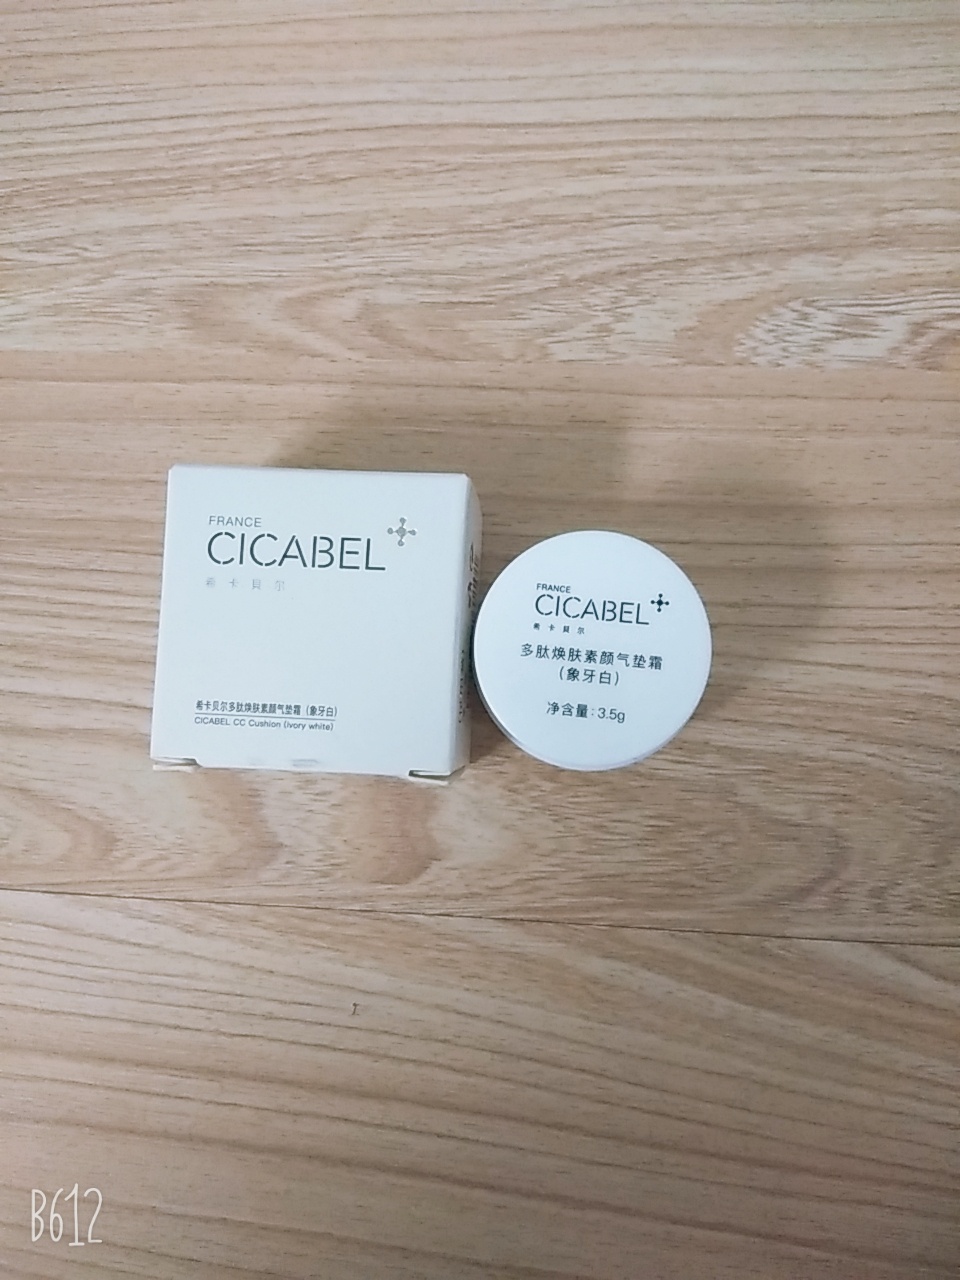 FRANCE
CICABEL
希卡贝尔
希卡贝尔多肽焕肤素颜气垫霜（象牙白）
CICABEL CC Cushion (ivory white)
FRANCE
CICABEL
希卡贝尔
多肽焕肤素颜气垫霜
（象牙白）
净含量：3.5g
B612